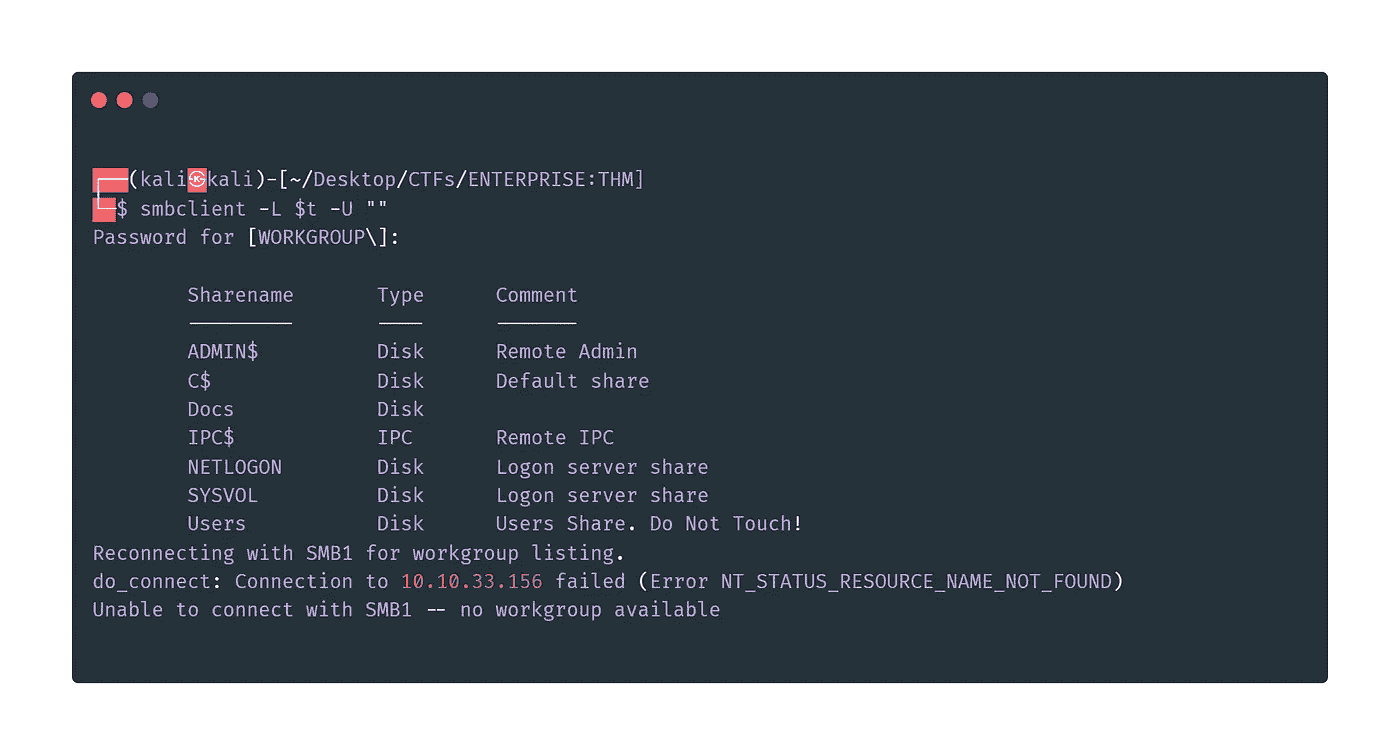 ┌──(kali㉿kali)-[~/Desktop/CTFs/ENTERPRISE:THM]
└─$ smbclient -L $t -U ""
Password for [WORKGROUP\]:
Sharename       Type      Comment
---------       ----      -------
ADMIN$          Disk      Remote Admin
C$              Disk      Default share
Docs            Disk
IPC$            IPC       Remote IPC
NETLOGON        Disk      Logon server share
SYSVOL          Disk      Logon server share
Users           Disk      Users Share. Do Not Touch!
Reconnecting with SMB1 for workgroup listing.
do_connect: Connection to 10.10.33.156 failed (Error NT_STATUS_RESOURCE_NAME_NOT_FOUND)
Unable to connect with SMB1 -- no workgroup available